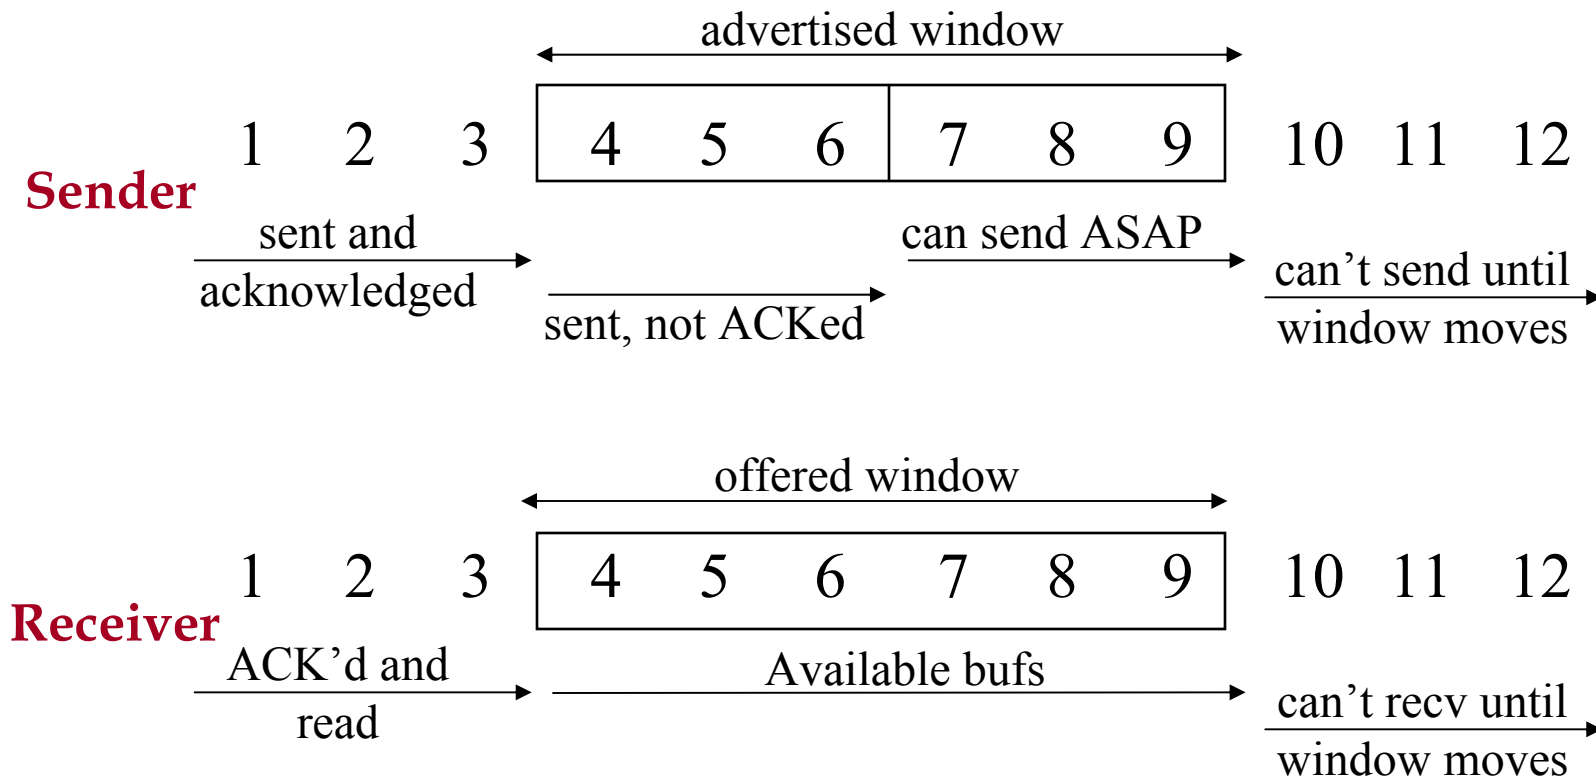 advertised window
1 2 3 4 5 6 7 8 9 10 11 12
Sender
sent and
acknowledged
sent, not ACKed
can send ASAP
can’t send until
window moves
offered window
1 2 3 4 5 6 7 8 9 10 11 12
Receiver
ACK’d and
read
Available bufs
can’t recv until
window moves